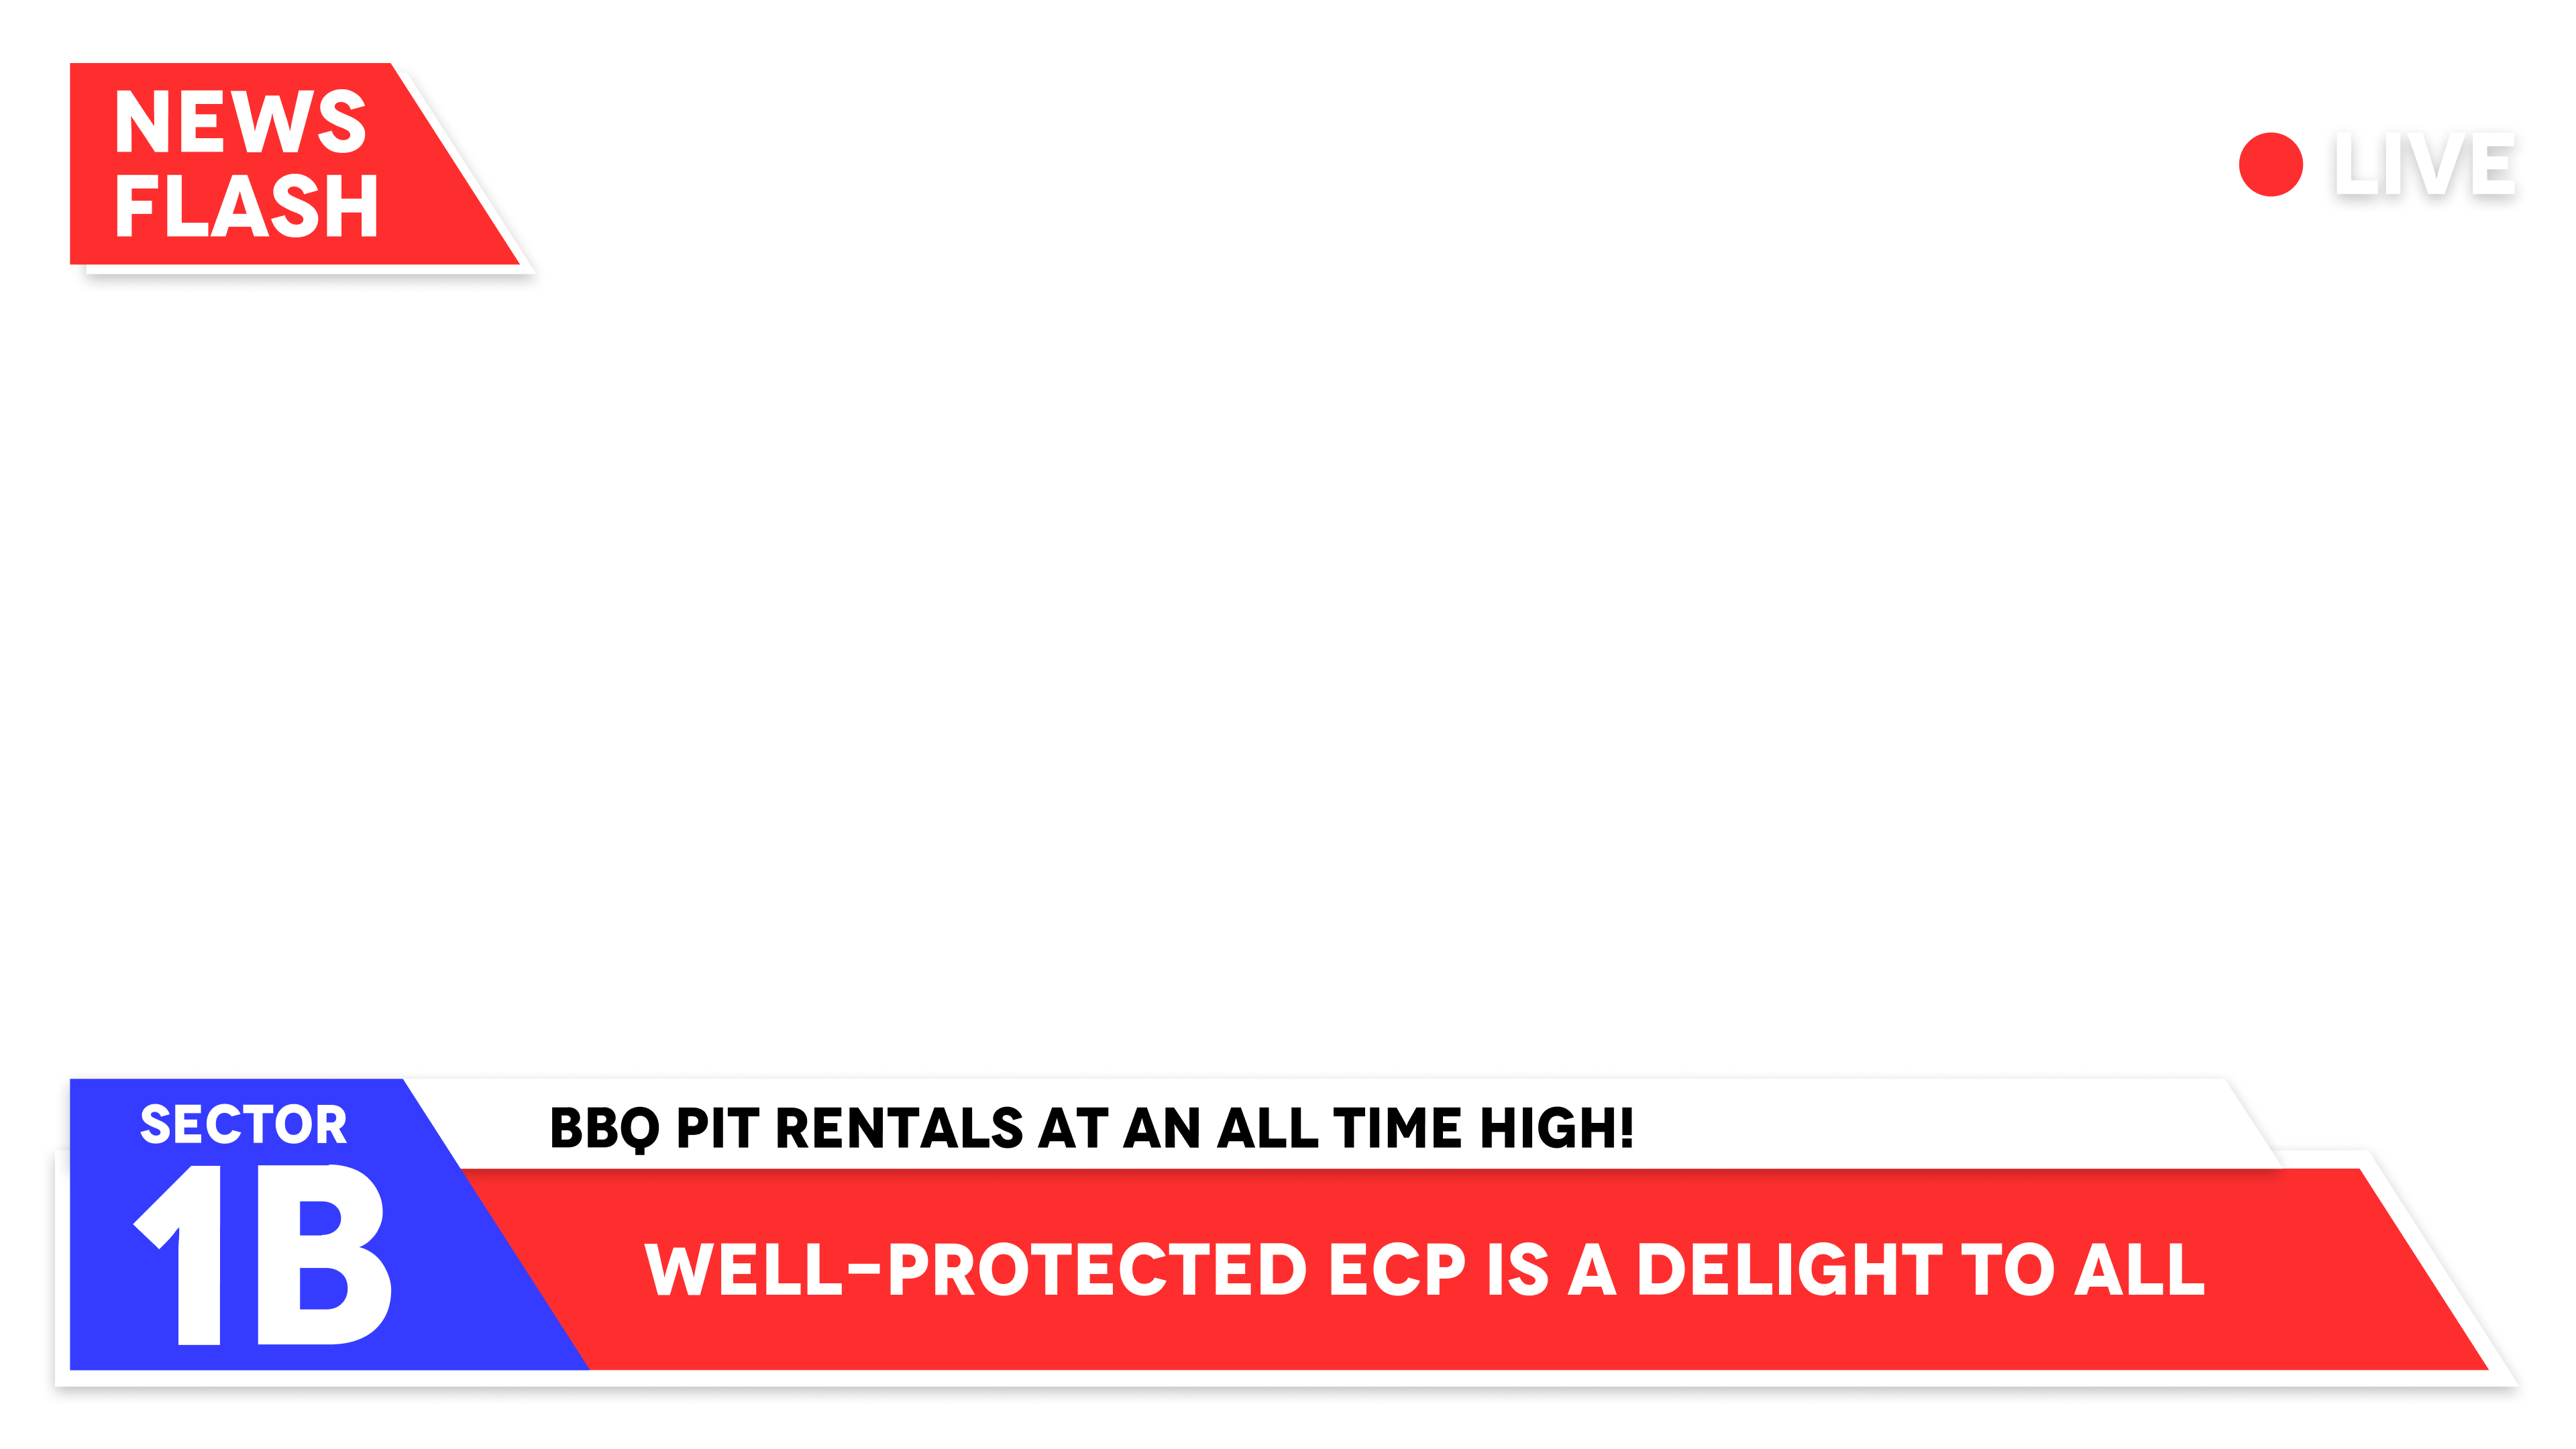 NEWS
FLASH
LIVE
SECTOR
1B
BBQ PIT RENTALS AT AN ALL TIME HIGH!
WELL-PROTECTED ECP IS A DELIGHT TO ALL